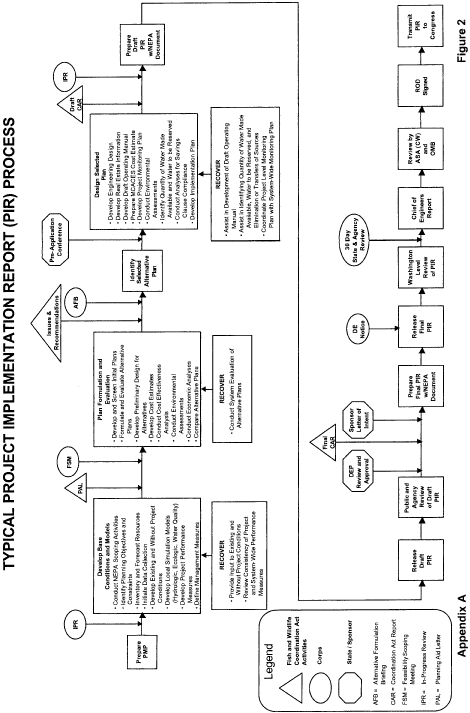 TYPICAL PROJECT IMPLEMENTATION REPORT (PIR) PROCESS
Prepare
PMP
IPR
Develop Base
Conditions and Models
• Conduct NEPA Scoping Activities
• Identify Planning Objectives and
Constraints
• Inventory and Forecast Resources
• Initiate Data Collection
• Develop Existing and Without Project
Conditions
• Develop Local Simulation Models
(hydrologic, Ecologic, Water Quality)
• Develop Project Performance
Measures
• Define Management Measures
RECOVER
• Provide Input to Existing and
Without Project Conditions
• Review Consistency of Project
and System-Wide Performance
Measures
PAL
FSM
Plan Formulation and
Evaluation
• Develop and Screen Initial Plans
• Formulate and Evaluate Alternative
Plans
• Develop Preliminary Design for
Alternatives
• Develop Cost Estimates
• Conduct Cost Effectiveness
Analysis
• Conduct Environmental
Assessments
• Conduct Economic Analyses
• Compare Alternative Plans
RECOVER
• Conduct System Evaluation of
Alternative Plans
Issues &
Recommendations
AFB
Identify
Selected
Alternative
Plan
Pre-Application
Conference
Design Selected
Plan
• Develop Engineering Design
• Develop Real Estate Information
• Develop Draft Operating Manual
• Prepare MCACES Cost Estimate
• Develop Project Monitoring Plan
• Conduct Environmental
Assessments
• Identify Quantity of Water Made
Available and Water to be Reserved
• Conduct Analyses for Savings
Clause Compliance
• Develop Implementation Plan
RECOVER
• Assist in Development of Draft Operating
Manual
• Assist in Identifying Quantity of Water Made
Available, Water to be Reserved, and
Elimination or Transfer of Sources
• Coordinate Project Level Monitoring
Plan with System-Wide Monitoring Plan
Draft
CAR
IPR
Prepare
Draft
PIR
w/NEPA
Document
Release
Draft
PIR
Public and
Agency
Review of
Draft PIR
DEP
Review and
Approval
Final
CAR
Sponsor
Letter of
Intent
Prepare
Final PIR
w/NEPA
Document
Release
Final
PIR
DE
Notice
Washington
Level
Review
of PIR
30 Day
State & Agency
Review
Chief of
Engineers
Report
Review by
ASA (CW)
and
OMB
ROD
Signed
Transmit
PIR
to
Congress
Legend
Fish and Wildlife
Coordination Act
Activities
Corps
State / Sponsor
AFB = Alternative Formulation
Briefing
CAR = Coordination Act Report
FSM = Feasibility Scoping
Meeting
IPR = In-Progress Review
PAL = Planning Aid Letter
Appendix A
Figure 2